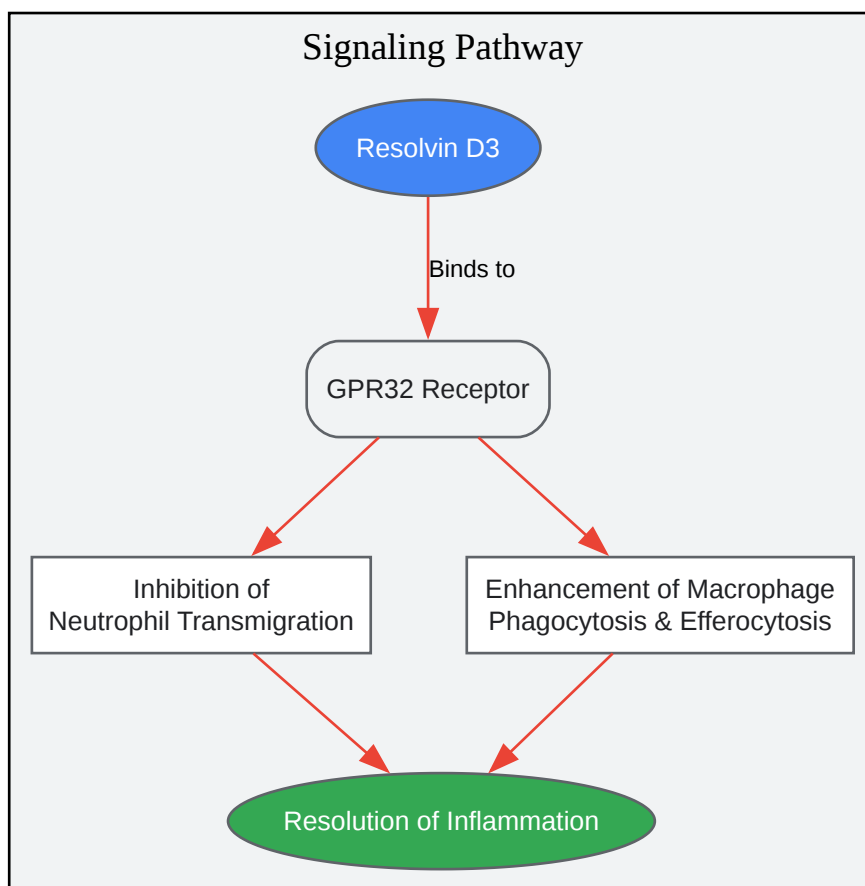 Signaling Pathway
Resolvin D3
Binds to
GPR32 Receptor
Inhibition of
Neutrophil Transmigration
Enhancement of Macrophage
Phagocytosis & Efferocytosis
Resolution of Inflammation